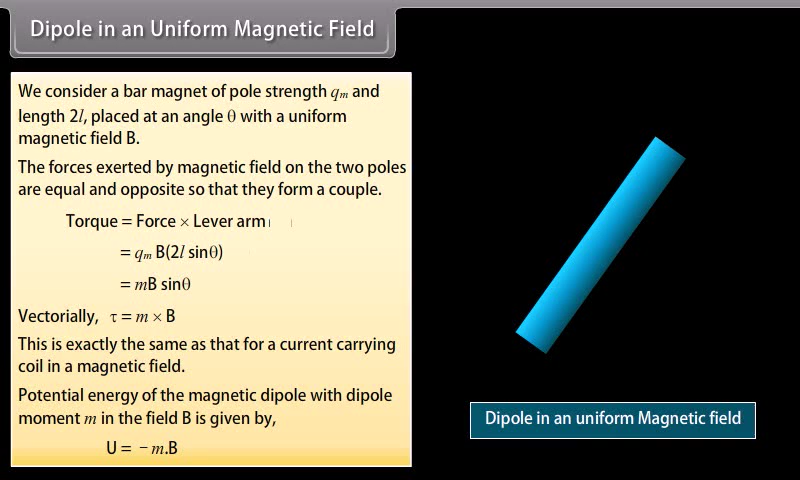 Dipole in an Uniform Magnetic Field
We consider a bar magnet of pole strength qₘ and
length 2l, placed at an angle θ with a uniform
magnetic field B.
The forces exerted by magnetic field on the two poles
are equal and opposite so that they form a couple.
Torque = Force × Lever arm
= qₘ B(2l sinθ)
= mB sinθ
Vectorially, τ = m × B
This is exactly the same as that for a current carrying
coil in a magnetic field.
Potential energy of the magnetic dipole with dipole
moment m in the field B is given by,
U = − m.B
Dipole in an uniform Magnetic field